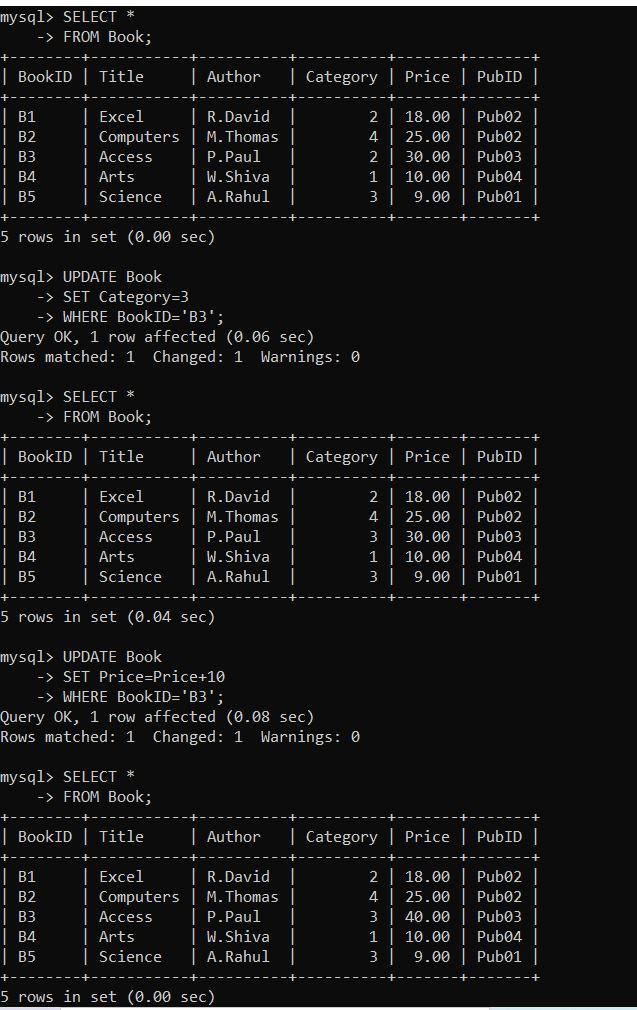 mysql> SELECT *
    -> FROM Book;
+--------+-----------+----------+----------+-------+-------+
| BookID | Title     | Author   | Category | Price | PubID |
+--------+-----------+----------+----------+-------+-------+
| B1     | Excel     | R.David  |        2 | 18.00 | Pub02 |
| B2     | Computers | M.Thomas |        4 | 25.00 | Pub02 |
| B3     | Access    | P.Paul   |        2 | 30.00 | Pub03 |
| B4     | Arts      | W.Shiva  |        1 | 10.00 | Pub04 |
| B5     | Science   | A.Rahul  |        3 |  9.00 | Pub01 |
+--------+-----------+----------+----------+-------+-------+
5 rows in set (0.00 sec)

mysql> UPDATE Book
    -> SET Category=3
    -> WHERE BookID='B3';
Query OK, 1 row affected (0.06 sec)
Rows matched: 1  Changed: 1  Warnings: 0

mysql> SELECT *
    -> FROM Book;
+--------+-----------+----------+----------+-------+-------+
| BookID | Title     | Author   | Category | Price | PubID |
+--------+-----------+----------+----------+-------+-------+
| B1     | Excel     | R.David  |        2 | 18.00 | Pub02 |
| B2     | Computers | M.Thomas |        4 | 25.00 | Pub02 |
| B3     | Access    | P.Paul   |        3 | 30.00 | Pub03 |
| B4     | Arts      | W.Shiva  |        1 | 10.00 | Pub04 |
| B5     | Science   | A.Rahul  |        3 |  9.00 | Pub01 |
+--------+-----------+----------+----------+-------+-------+
5 rows in set (0.04 sec)

mysql> UPDATE Book
    -> SET Price=Price+10
    -> WHERE BookID='B3';
Query OK, 1 row affected (0.08 sec)
Rows matched: 1  Changed: 1  Warnings: 0

mysql> SELECT *
    -> FROM Book;
+--------+-----------+----------+----------+-------+-------+
| BookID | Title     | Author   | Category | Price | PubID |
+--------+-----------+----------+----------+-------+-------+
| B1     | Excel     | R.David  |        2 | 18.00 | Pub02 |
| B2     | Computers | M.Thomas |        4 | 25.00 | Pub02 |
| B3     | Access    | P.Paul   |        3 | 40.00 | Pub03 |
| B4     | Arts      | W.Shiva  |        1 | 10.00 | Pub04 |
| B5     | Science   | A.Rahul  |        3 |  9.00 | Pub01 |
+--------+-----------+----------+----------+-------+-------+
5 rows in set (0.00 sec)